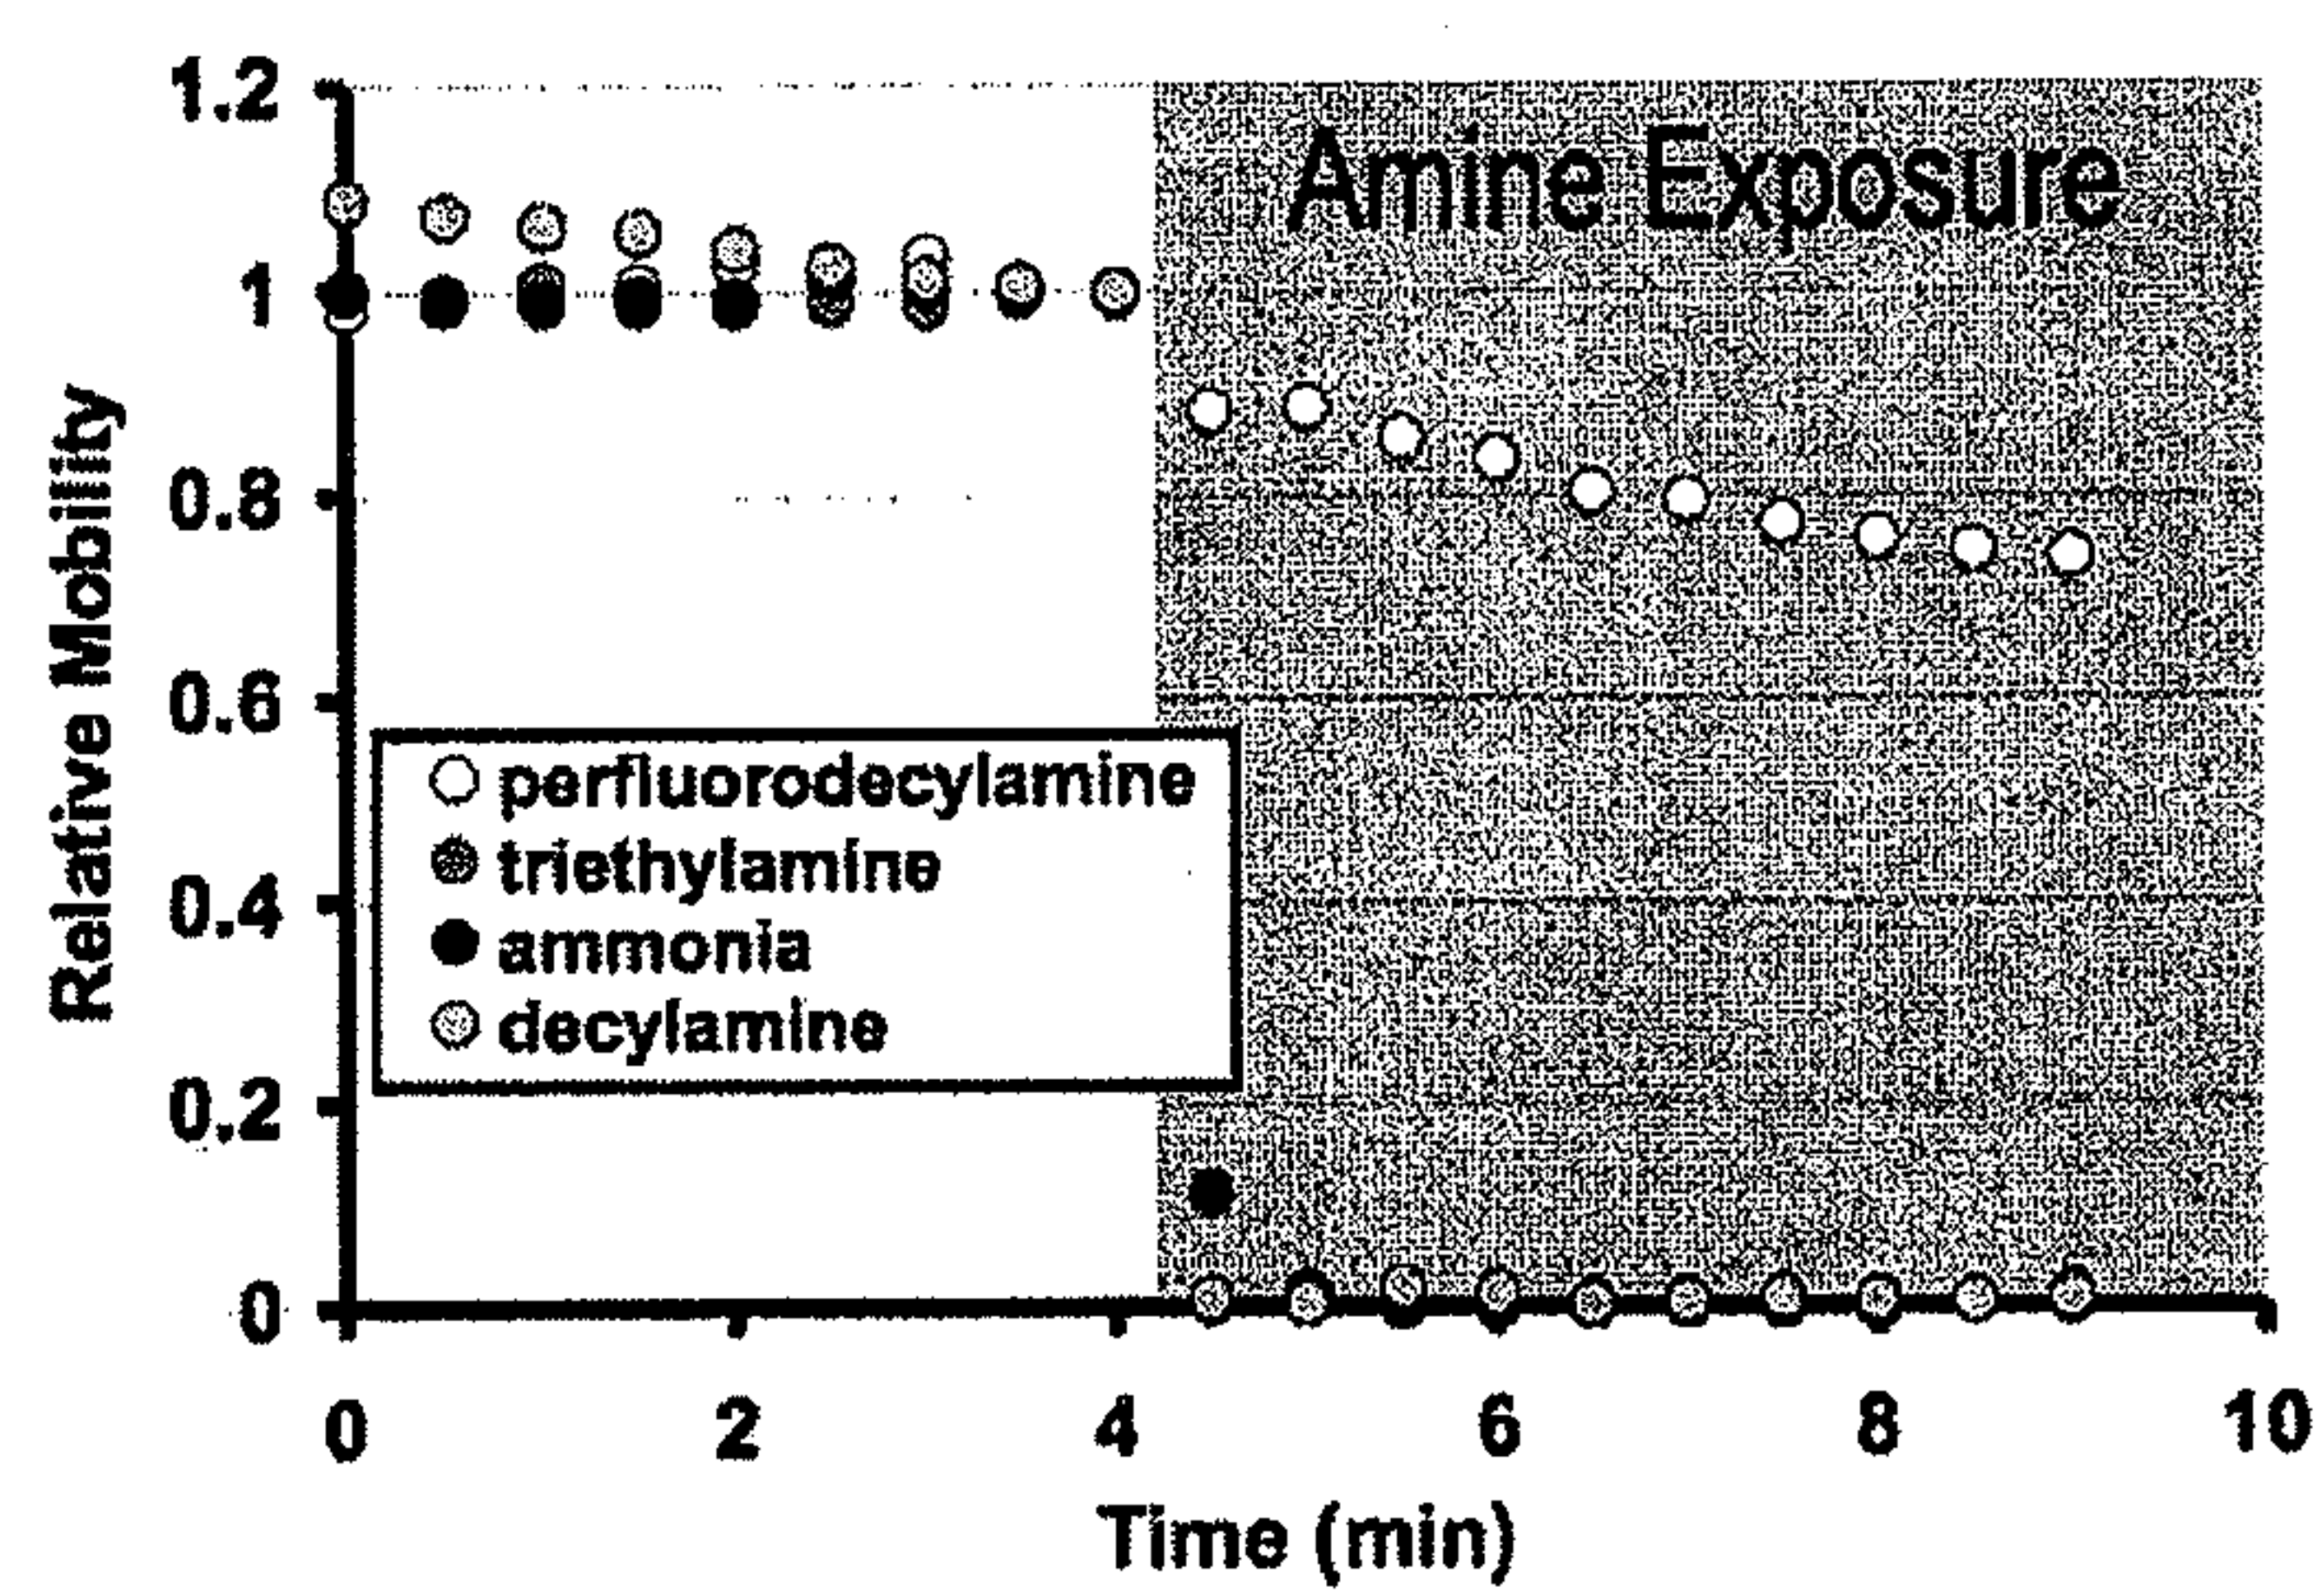 1.2
1
0.8
0.6
0.4
0.2
0
Relative Mobility
Amine Exposure
perfluorodecylamine
triethylamine
ammonia
decylamine
0 2 4 6 8 10
Time (min)